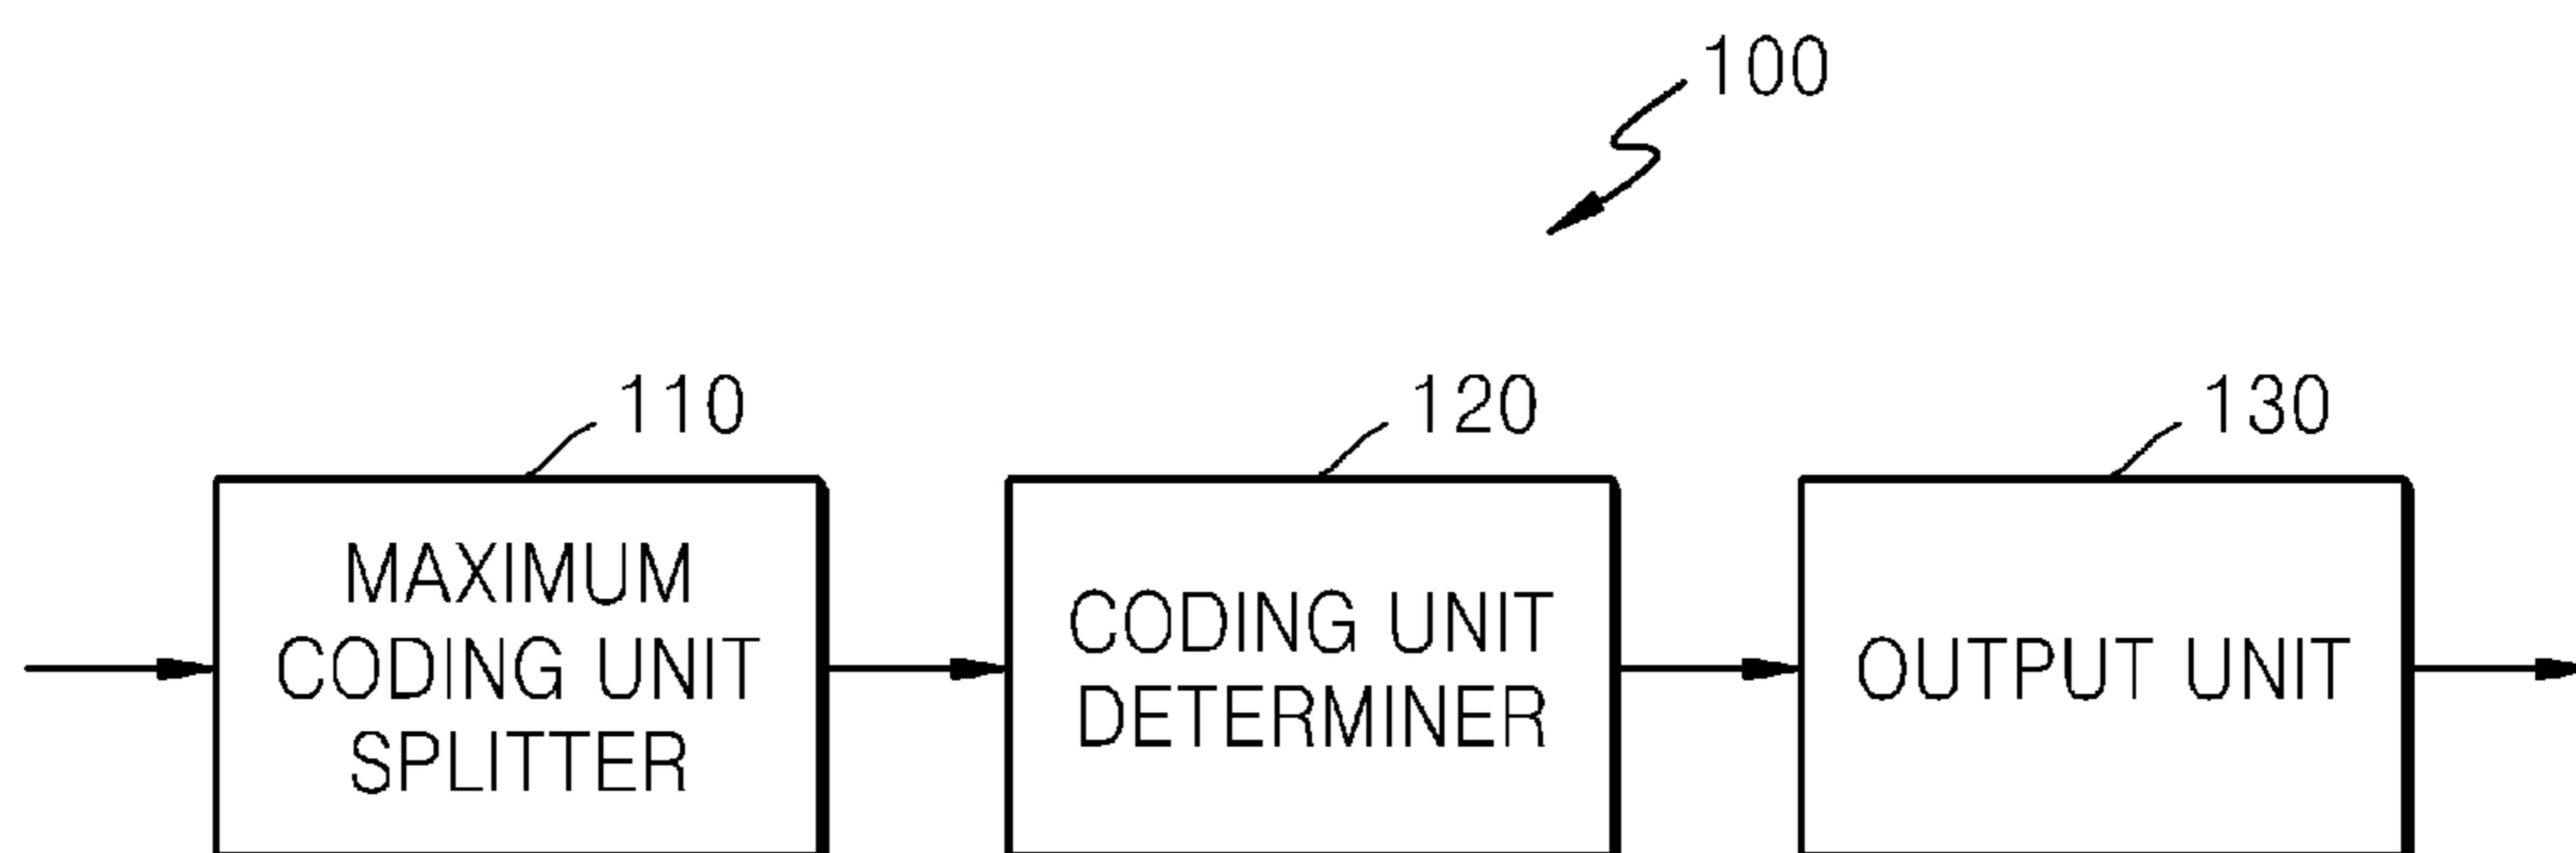 100
110
120
130
MAXIMUM
CODING UNIT
SPLITTER
CODING UNIT
DETERMINER
OUTPUT UNIT